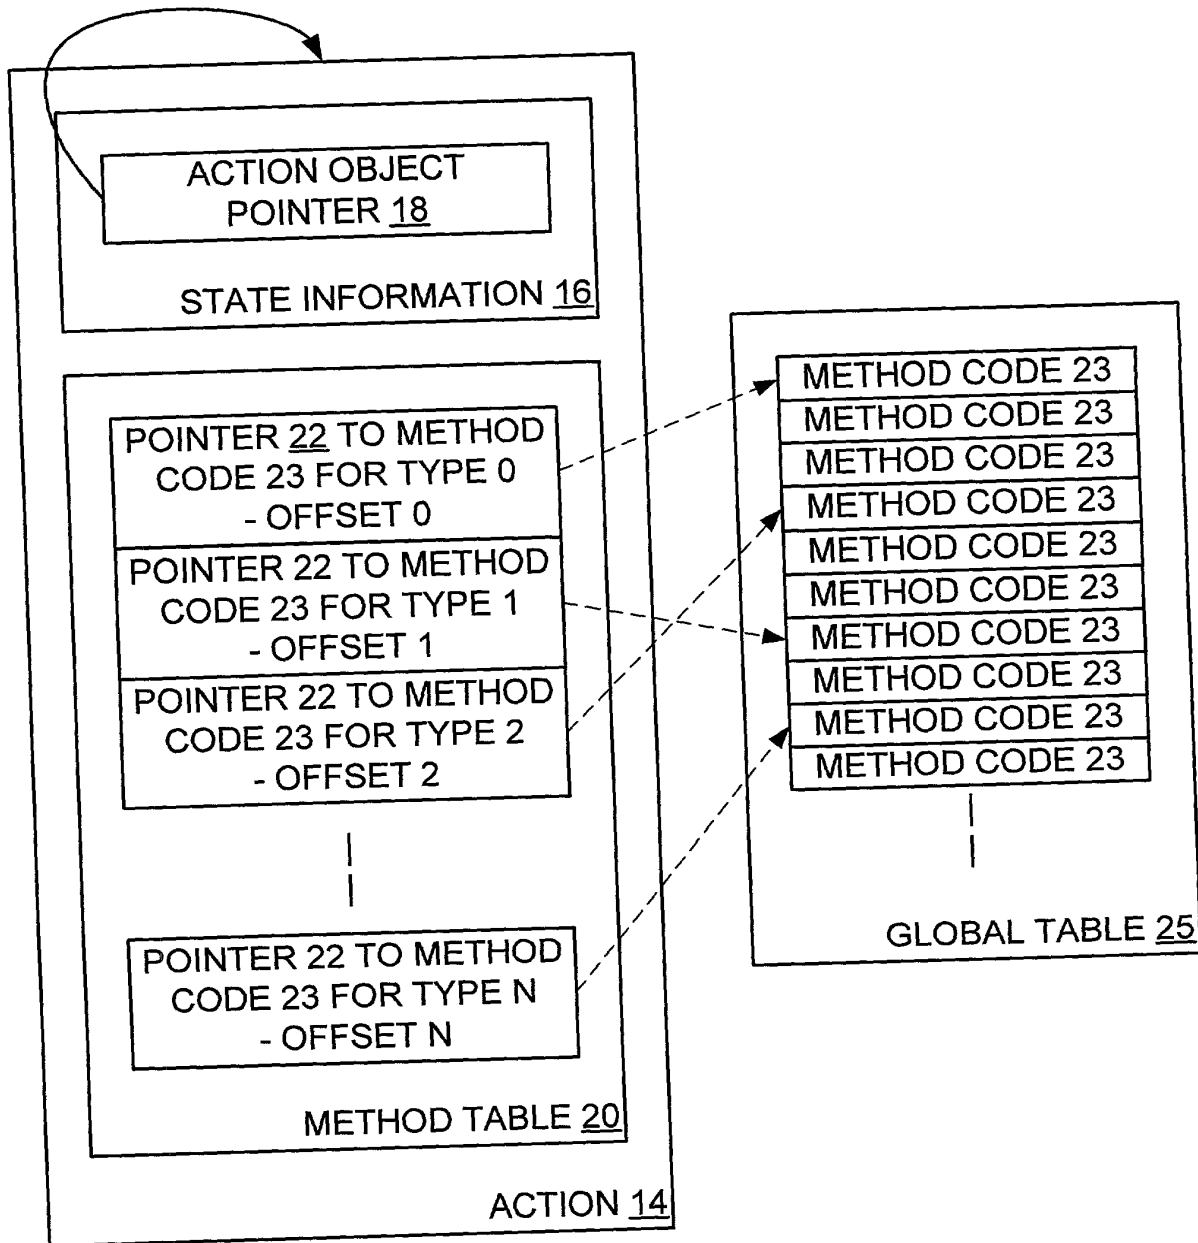 ACTION OBJECT
POINTER 18
STATE INFORMATION 16
POINTER 22 TO METHOD
CODE 23 FOR TYPE 0
- OFFSET 0
POINTER 22 TO METHOD
CODE 23 FOR TYPE 1
- OFFSET 1
POINTER 22 TO METHOD
CODE 23 FOR TYPE 2
- OFFSET 2
POINTER 22 TO METHOD
CODE 23 FOR TYPE N
- OFFSET N
METHOD TABLE 20
ACTION 14
METHOD CODE 23
METHOD CODE 23
METHOD CODE 23
METHOD CODE 23
METHOD CODE 23
METHOD CODE 23
METHOD CODE 23
METHOD CODE 23
METHOD CODE 23
METHOD CODE 23
GLOBAL TABLE 25